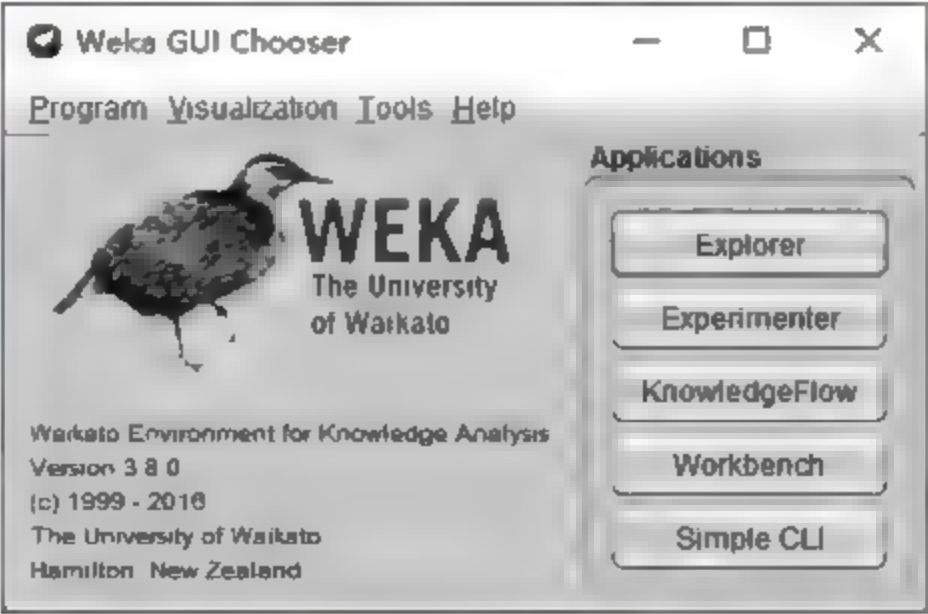 Weka GUI Chooser
Program Visualization Tools Help
WEKA
The University
of Waikato
Waikato Environment for Knowledge Analysis
Version 3 8 0
(c) 1999 - 2016
The University of Waikato
Hamilton New Zealand
Applications
Explorer
Experimenter
KnowledgeFlow
Workbench
Simple CLI